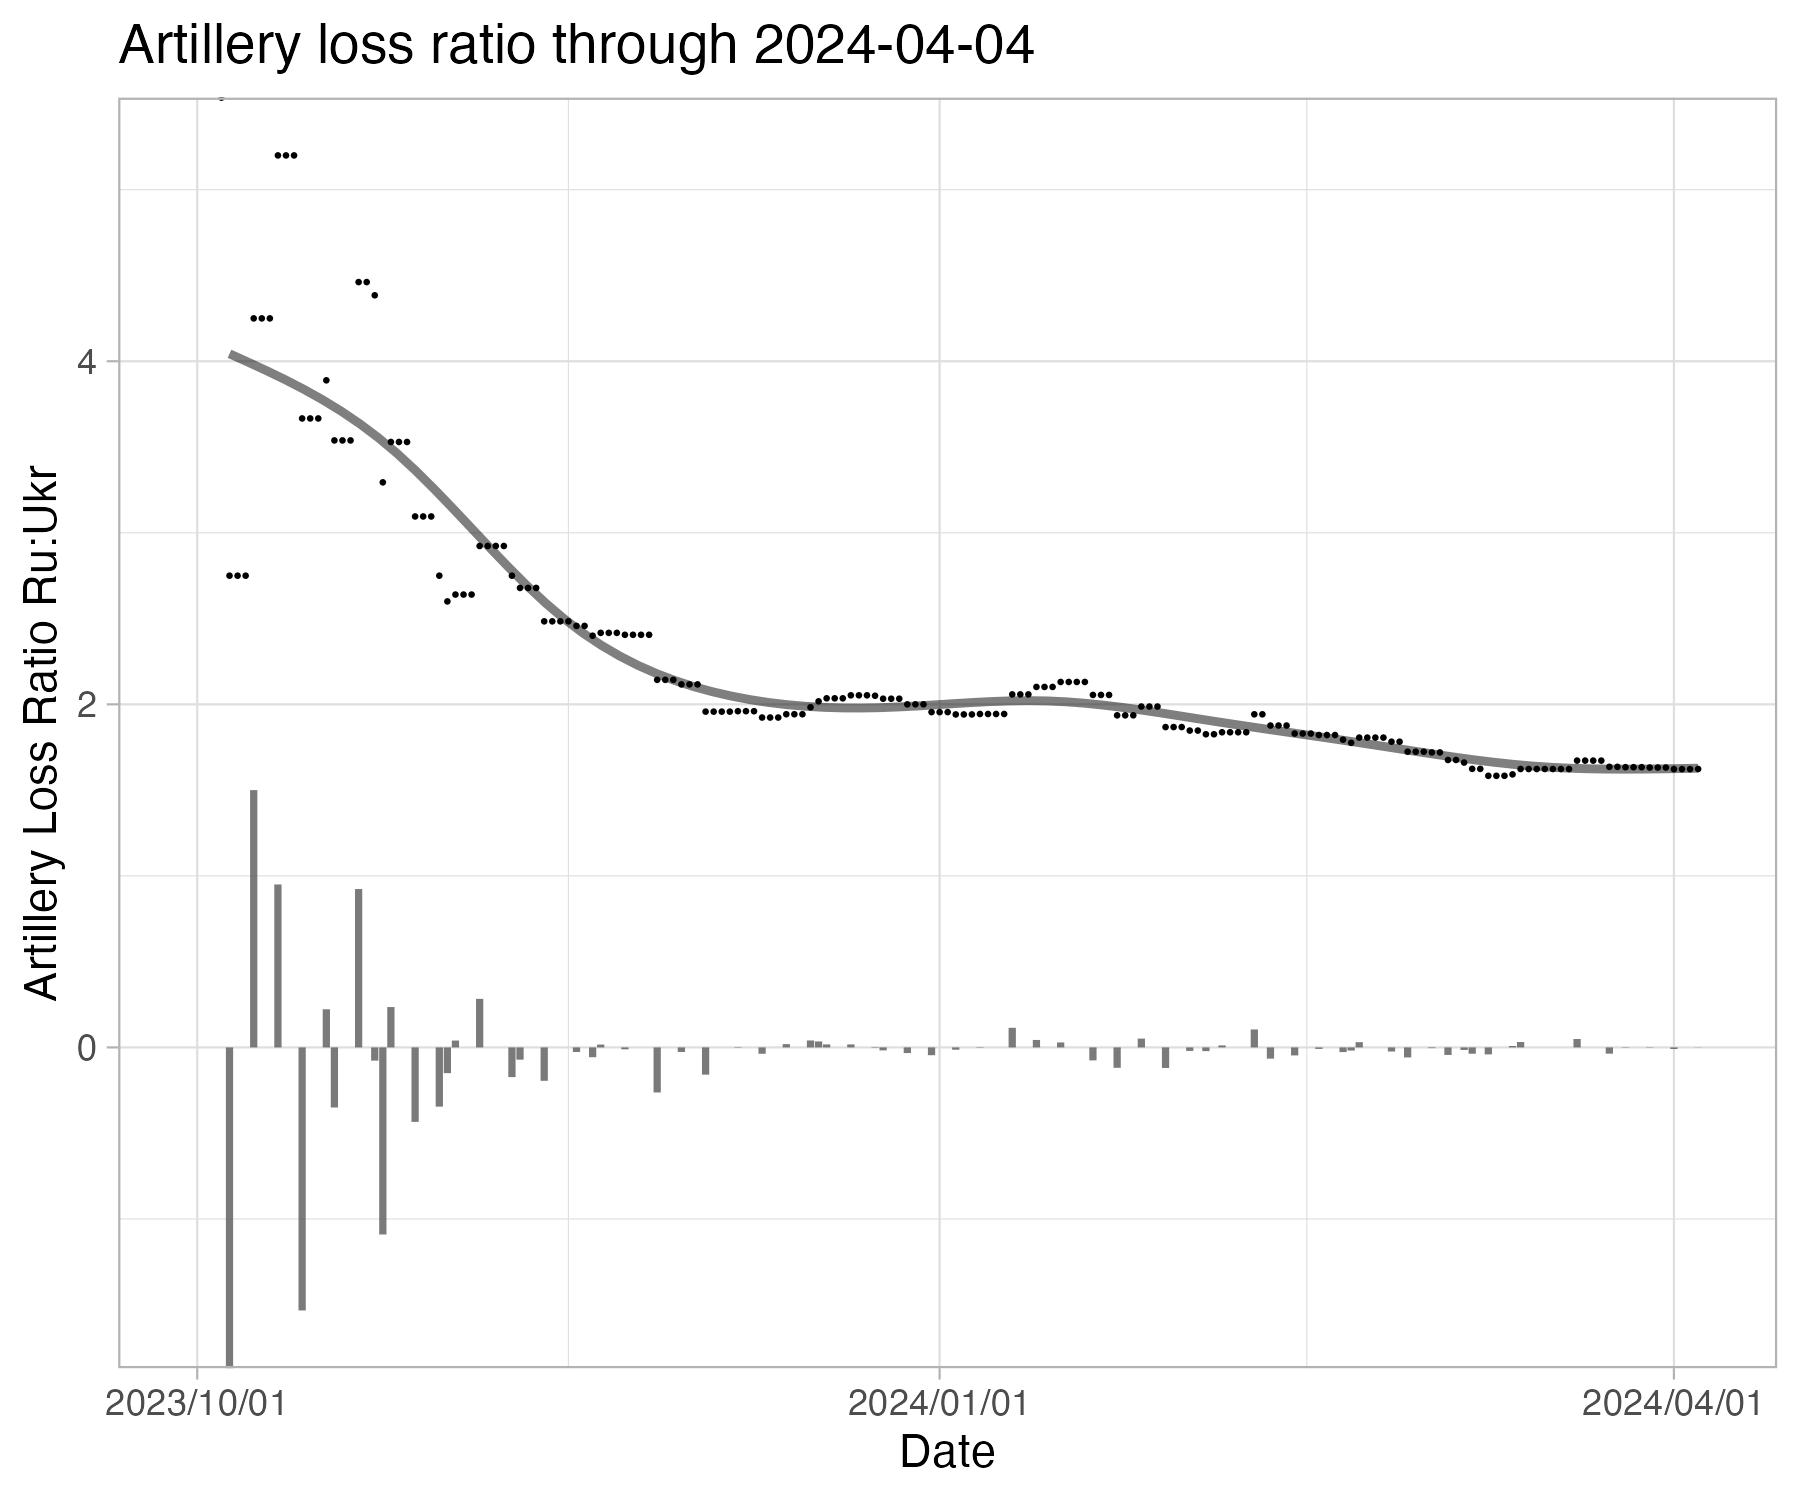 Artillery loss ratio through 2024-04-04
Artillery Loss Ratio Ru:Ukr
4
2
0
2023/10/01
2024/01/01
2024/04/01
Date